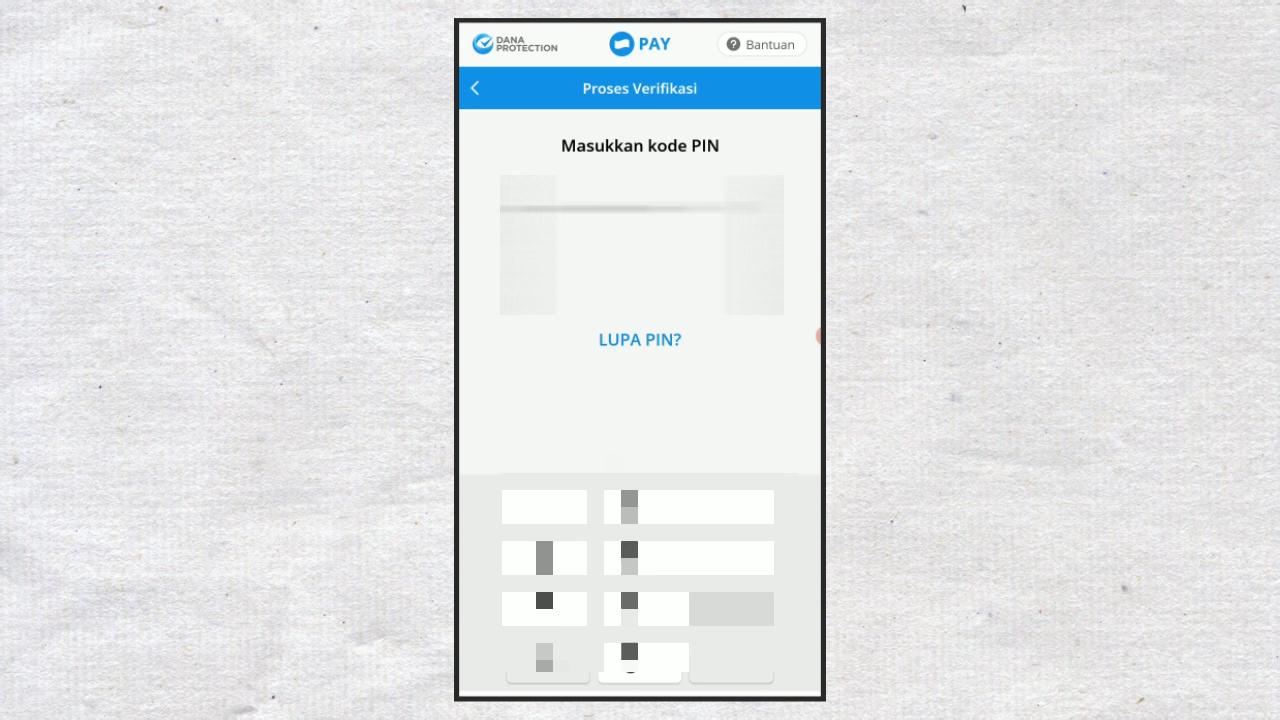 DANA
PROTECTION
PAY
Bantuan
Proses Verifikasi
Masukkan kode PIN
LUPA PIN?